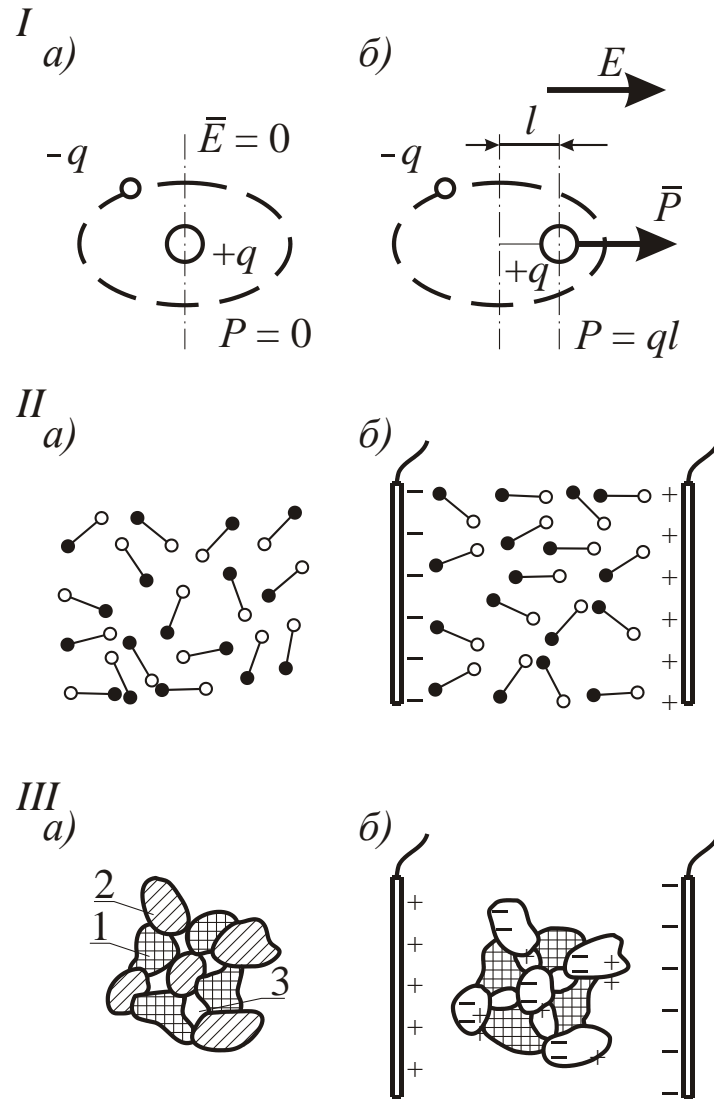 I
а) б)
E
l
-q E̅ = 0 -q
P̅
+q +q
P = 0 P = ql
II
а) б)
− +
− +
− +
− +
− +
− +
III
а) б)
2
1
3
+ −
+ −
+ −
+ −
+ −
−